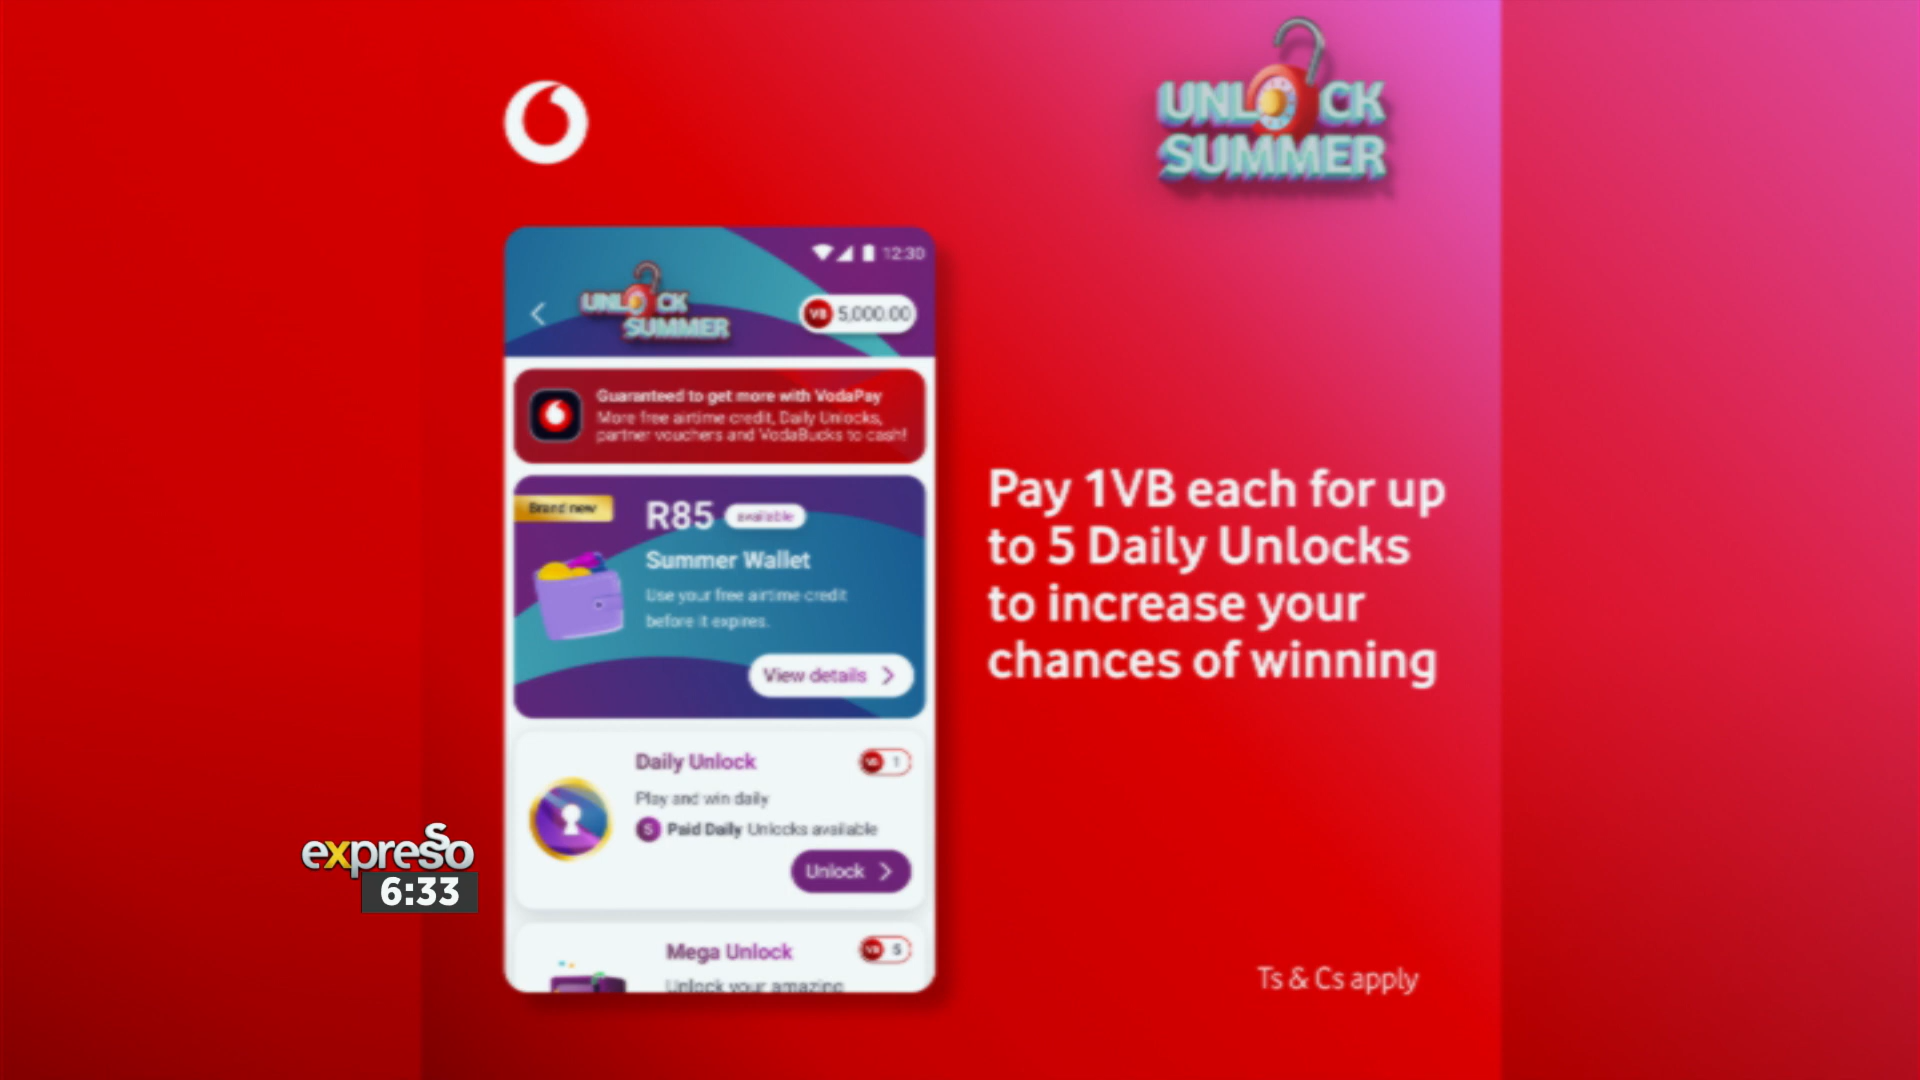 UNLOCK
SUMMER
12:30
UNLOCK
SUMMER
VB 5,000.00
Guaranteed to get more with VodaPay
More free airtime credit, Daily Unlocks,
partner vouchers and VodaBucks to cash!
Brand new
R85 available
Summer Wallet
Use your free airtime credit
before it expires.
View details
Pay 1VB each for up
to 5 Daily Unlocks
to increase your
chances of winning
Daily Unlock
VB 1
Play and win daily
5 Paid Daily Unlocks available
Unlock
Mega Unlock
VB 5
Unlock your amazing
expresso
6:33
Ts & Cs apply